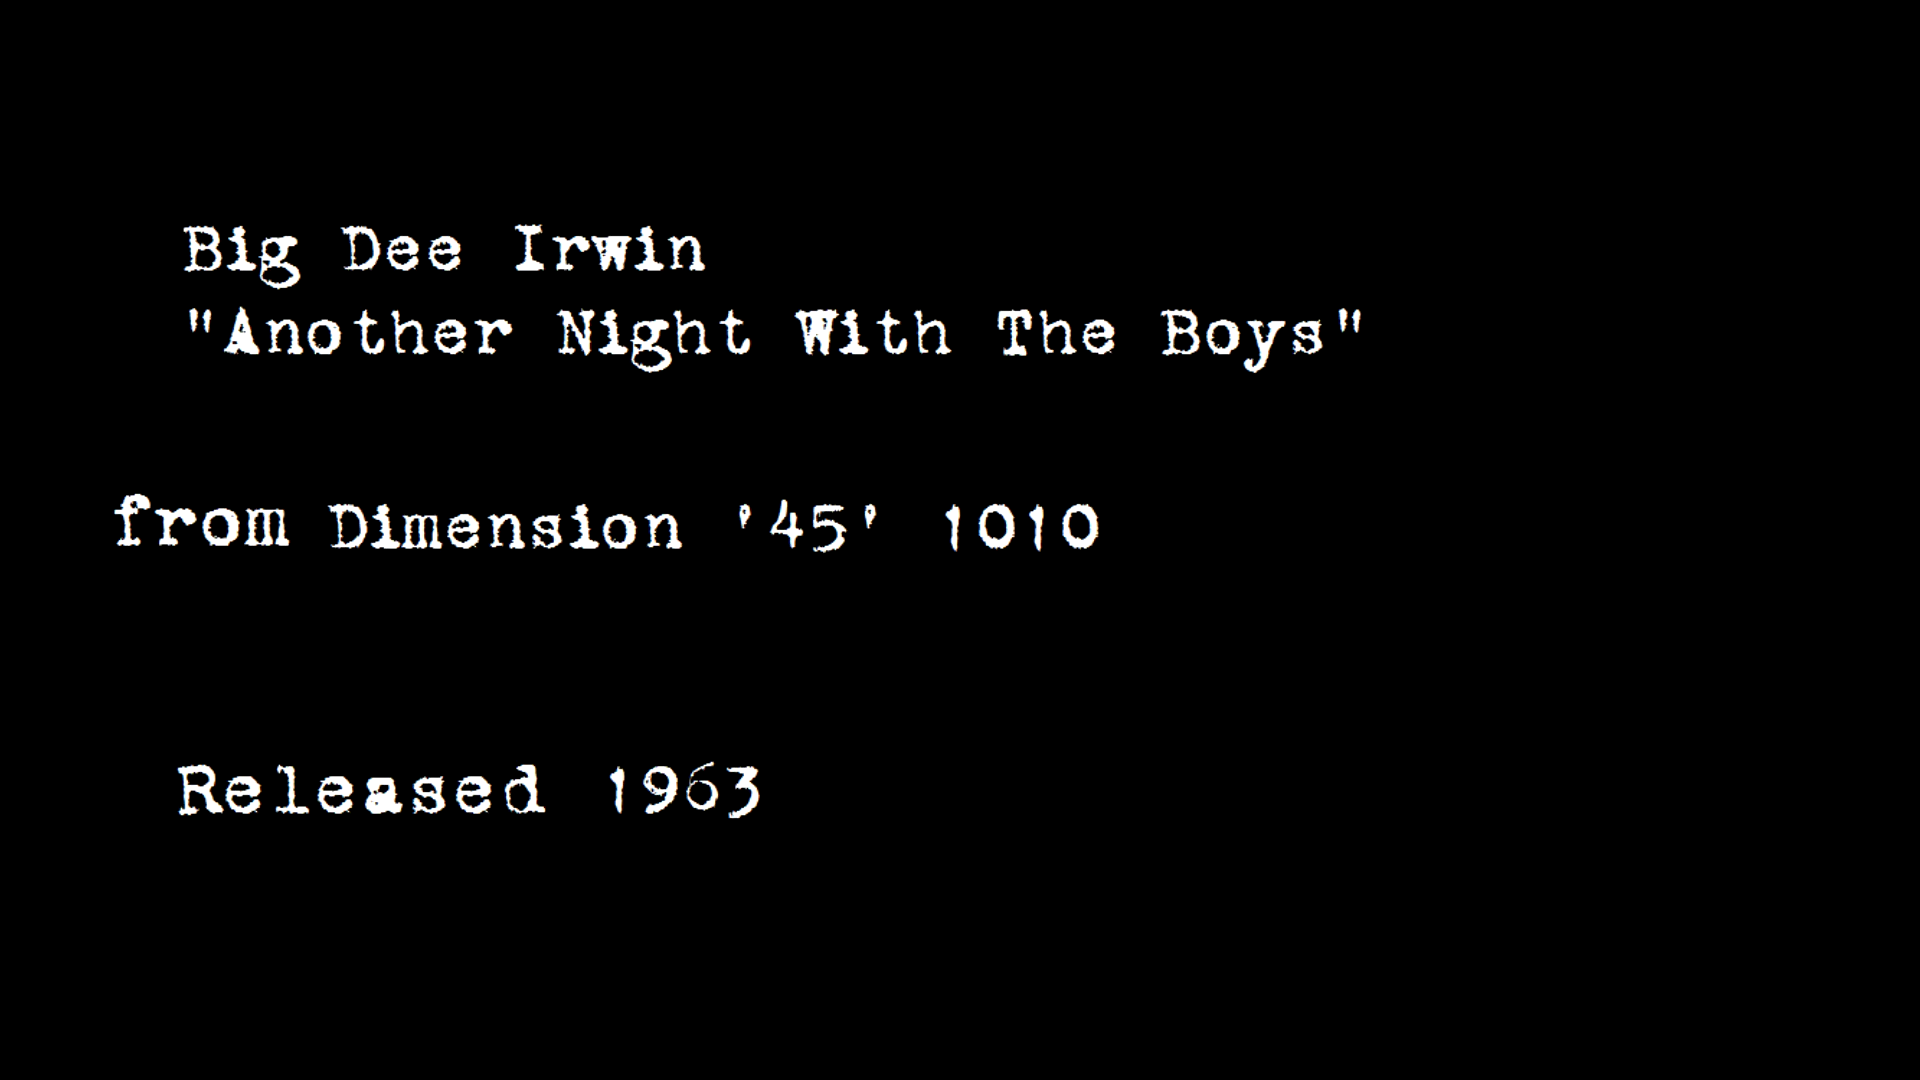 Big Dee Irwin
"Another Night With The Boys"
from Dimension '45' 1010
Released 1963